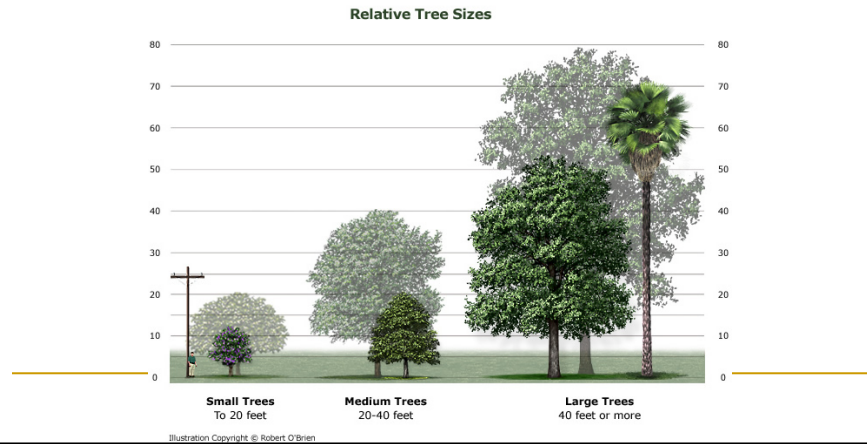 Relative Tree Sizes
80 80
70 70
60 60
50 50
40 40
30 30
20 20
10 10
0 0
Small Trees Medium Trees Large Trees
To 20 feet 20-40 feet 40 feet or more
Illustration Copyright © Robert O'Brien